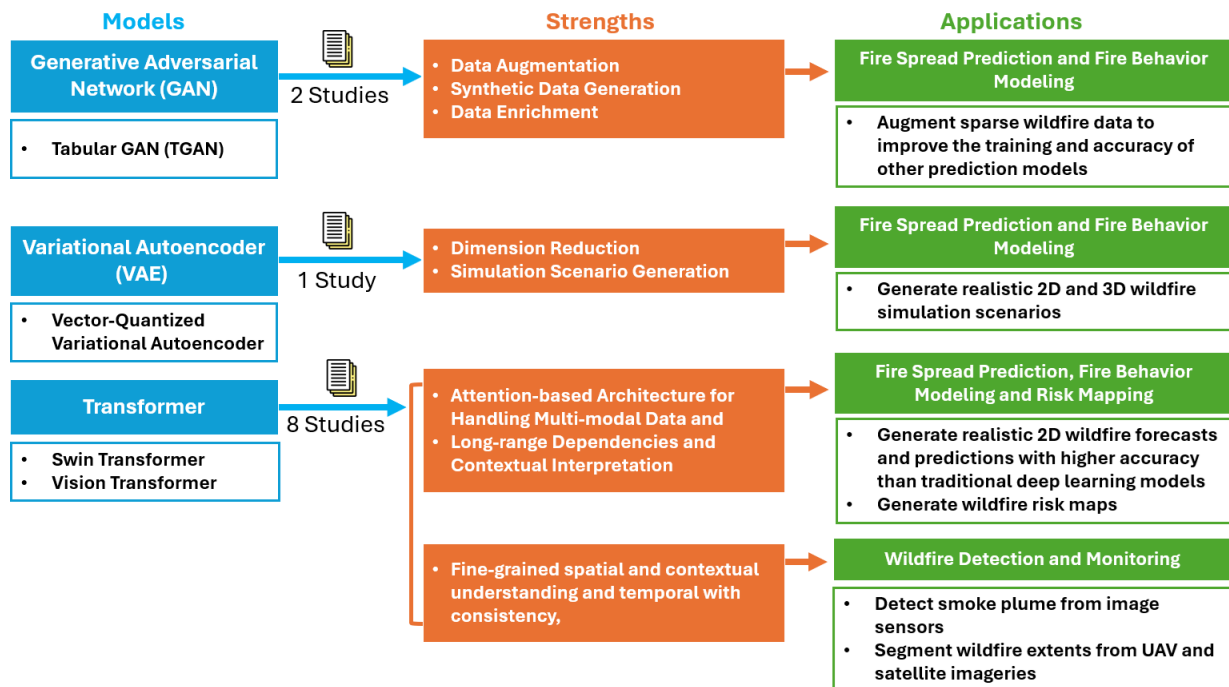 Models
Strengths
Applications
Generative Adversarial
Network (GAN)
• Tabular GAN (TGAN)
2 Studies
• Data Augmentation
• Synthetic Data Generation
• Data Enrichment
Fire Spread Prediction and Fire Behavior
Modeling
• Augment sparse wildfire data to
improve the training and accuracy of
other prediction models
Variational Autoencoder
(VAE)
• Vector-Quantized
Variational Autoencoder
1 Study
• Dimension Reduction
• Simulation Scenario Generation
Fire Spread Prediction and Fire Behavior
Modeling
• Generate realistic 2D and 3D wildfire
simulation scenarios
Transformer
• Swin Transformer
• Vision Transformer
8 Studies
• Attention-based Architecture for
Handling Multi-modal Data and
• Long-range Dependencies and
Contextual Interpretation
Fire Spread Prediction, Fire Behavior
Modeling and Risk Mapping
• Generate realistic 2D wildfire forecasts
and predictions with higher accuracy
than traditional deep learning models
• Generate wildfire risk maps
• Fine-grained spatial and contextual
understanding and temporal with
consistency,
Wildfire Detection and Monitoring
• Detect smoke plume from image
sensors
• Segment wildfire extents from UAV and
satellite imageries